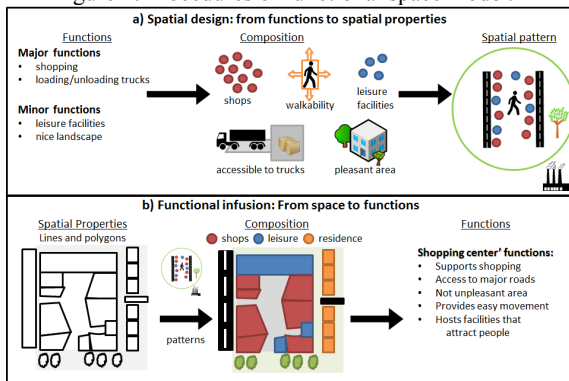 a) Spatial design: from functions to spatial properties
Functions
Composition
Spatial pattern
Major functions
• shopping
• loading/unloading trucks
Minor functions
• leisure facilities
• nice landscape
shops
walkability
leisure
facilities
accessible to trucks
pleasant area
b) Functional infusion: From space to functions
Spatial Properties
Lines and polygons
Composition
shops
leisure
residence
Functions
patterns
Shopping center' functions:
• Supports shopping
• Access to major roads
• Not unpleasant area
• Provides easy movement
• Hosts facilities that
attract people